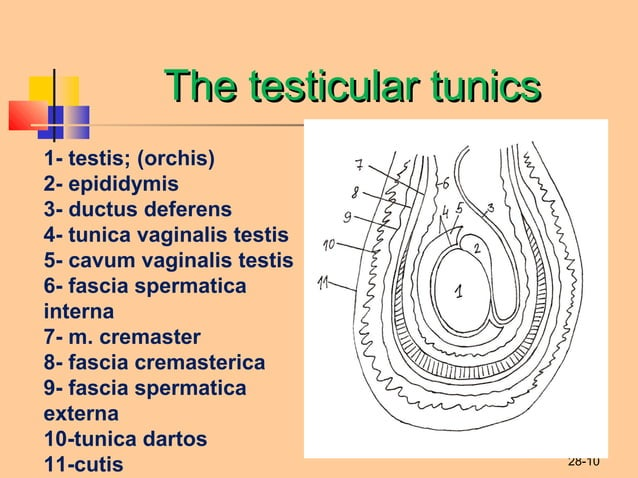 The testicular tunics
1- testis; (orchis)
2- epididymis
3- ductus deferens
4- tunica vaginalis testis
5- cavum vaginalis testis
6- fascia spermatica
interna
7- m. cremaster
8- fascia cremasterica
9- fascia spermatica
externa
10-tunica dartos
11-cutis
7
6
8
4
5
3
9
10
2
11
1
28-10